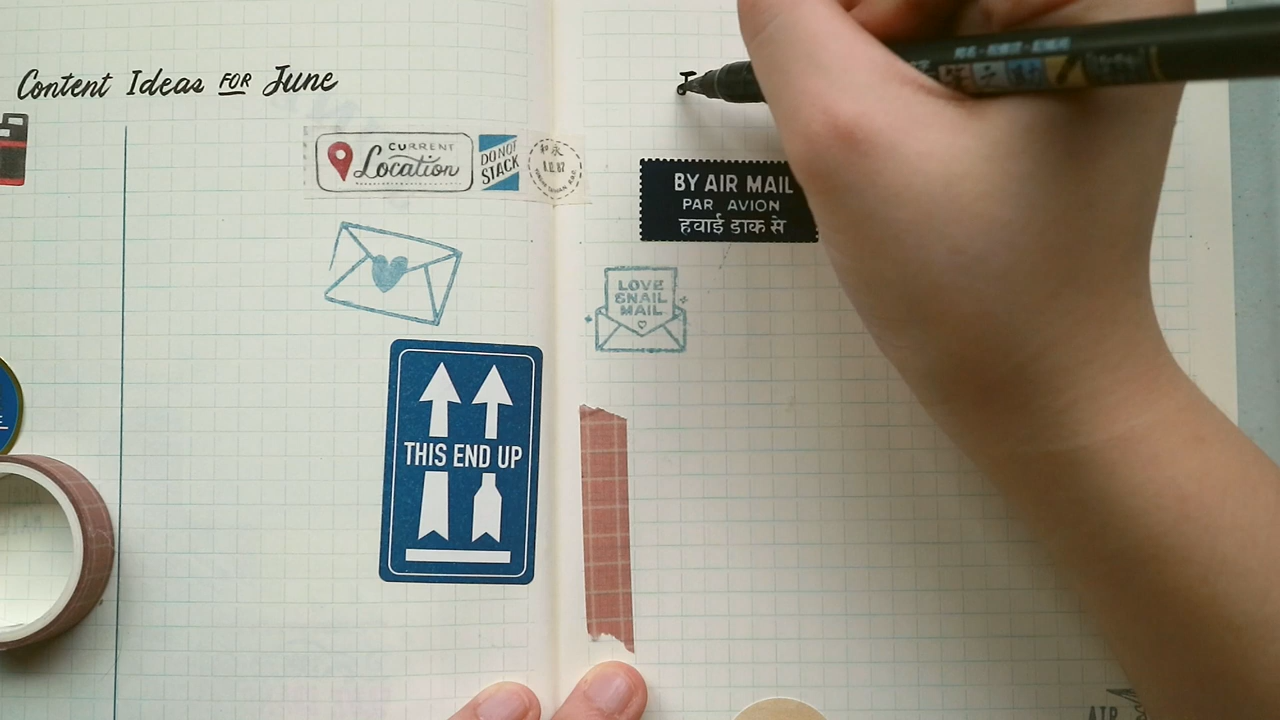 Content Ideas FOR June
CURRENT
Location
DO NOT
STACK
BY AIR MAIL
PAR AVION
हवाई डाक से
LOVE
SNAIL
MAIL
THIS END UP
AIR